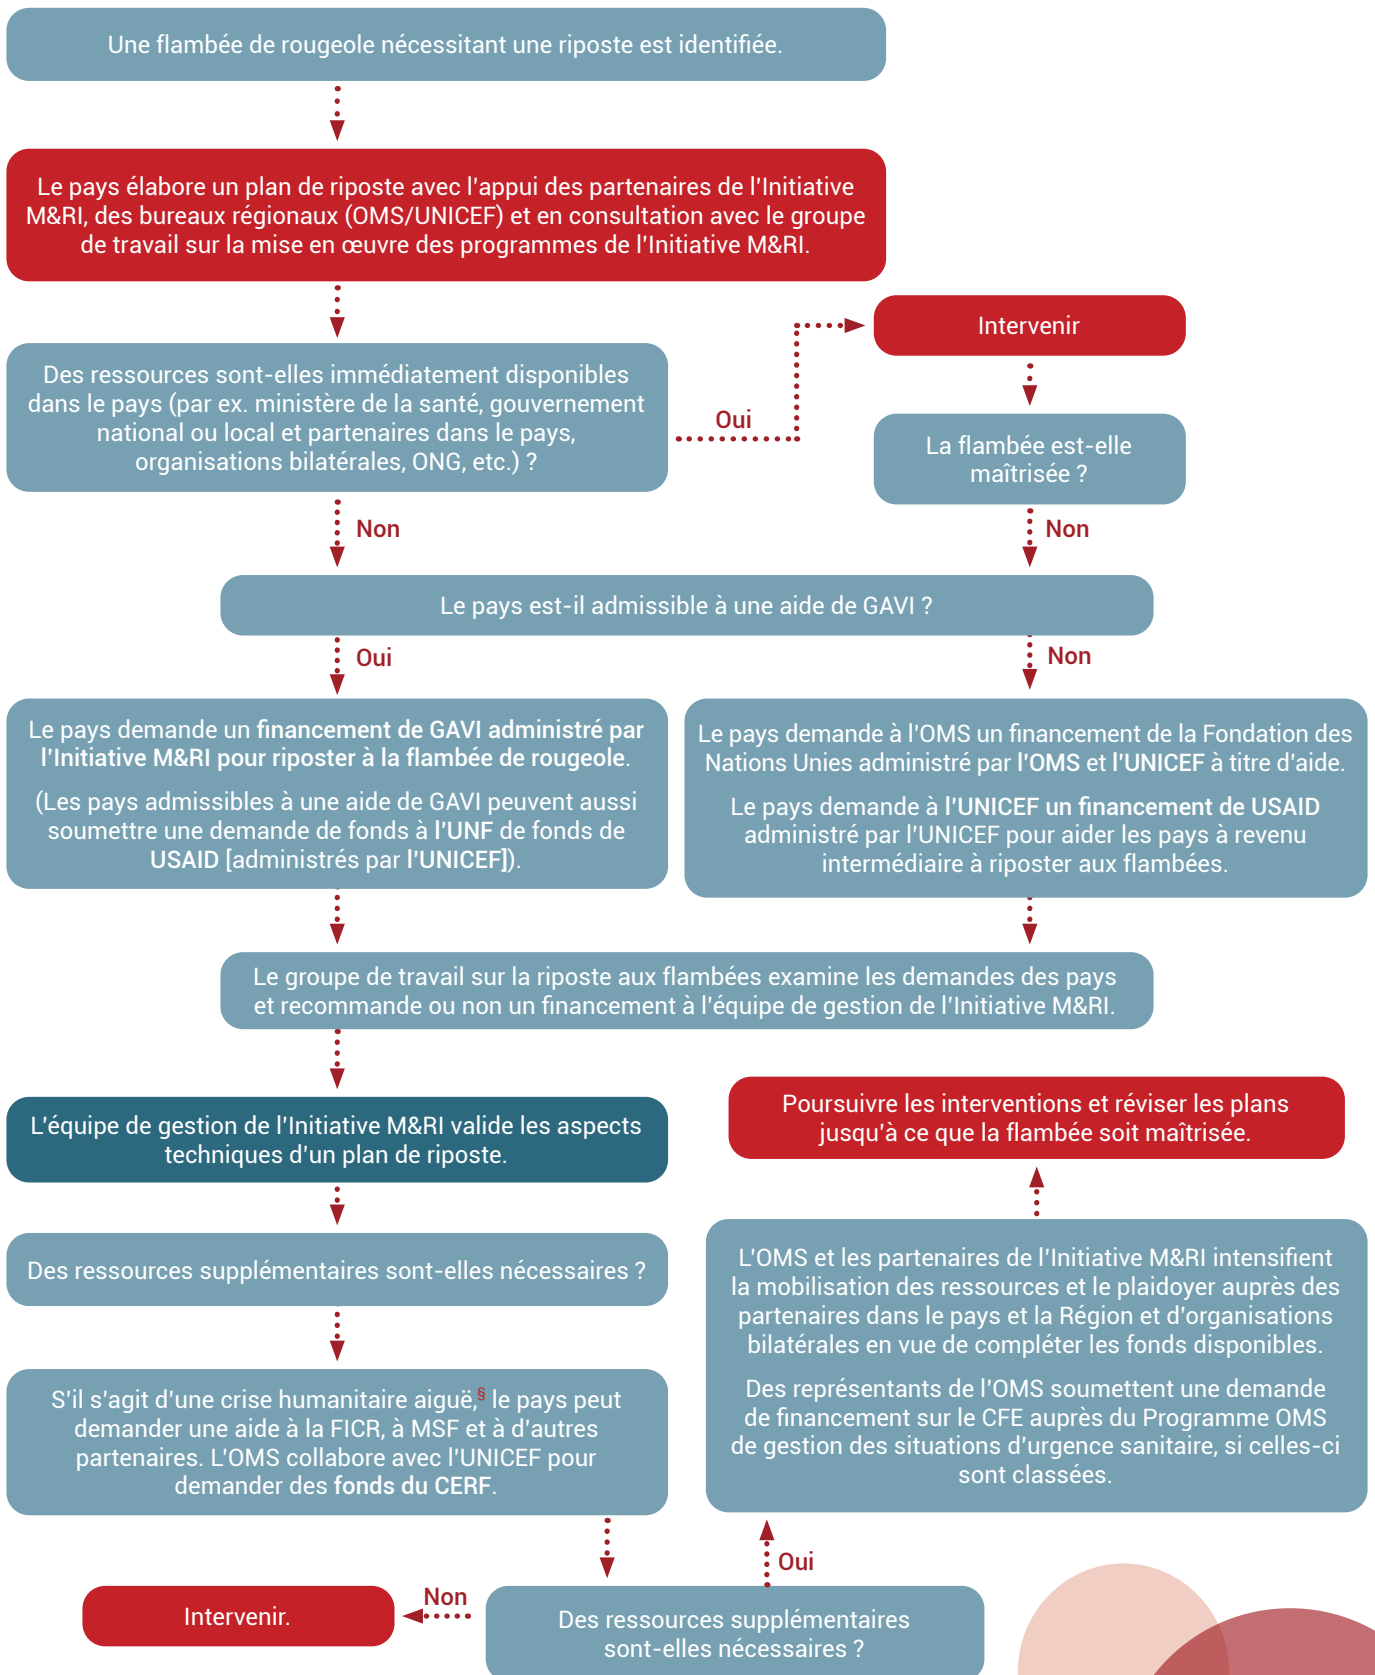 Une flambée de rougeole nécessitant une riposte est identifiée.
Le pays élabore un plan de riposte avec l'appui des partenaires de l'Initiative
M&RI, des bureaux régionaux (OMS/UNICEF) et en consultation avec le groupe
de travail sur la mise en œuvre des programmes de l'Initiative M&RI.
Des ressources sont-elles immédiatement disponibles
dans le pays (par ex. ministère de la santé, gouvernement
national ou local et partenaires dans le pays,
organisations bilatérales, ONG, etc.) ?
Oui
Intervenir
La flambée est-elle
maîtrisée ?
Non
Non
Le pays est-il admissible à une aide de GAVI ?
Oui
Non
Le pays demande un financement de GAVI administré par
l'Initiative M&RI pour riposter à la flambée de rougeole.
(Les pays admissibles à une aide de GAVI peuvent aussi
soumettre une demande de fonds à l'UNF de fonds de
USAID [administrés par l'UNICEF]).
Le pays demande à l'OMS un financement de la Fondation des
Nations Unies administré par l'OMS et l'UNICEF à titre d'aide.
Le pays demande à l'UNICEF un financement de USAID
administré par l'UNICEF pour aider les pays à revenu
intermédiaire à riposter aux flambées.
Le groupe de travail sur la riposte aux flambées examine les demandes des pays
et recommande ou non un financement à l'équipe de gestion de l'Initiative M&RI.
L'équipe de gestion de l'Initiative M&RI valide les aspects
techniques d'un plan de riposte.
Des ressources supplémentaires sont-elles nécessaires ?
S'il s'agit d'une crise humanitaire aiguë,§ le pays peut
demander une aide à la FICR, à MSF et à d'autres
partenaires. L'OMS collabore avec l'UNICEF pour
demander des fonds du CERF.
Poursuivre les interventions et réviser les plans
jusqu'à ce que la flambée soit maîtrisée.
L'OMS et les partenaires de l'Initiative M&RI intensifient
la mobilisation des ressources et le plaidoyer auprès des
partenaires dans le pays et la Région et d'organisations
bilatérales en vue de compléter les fonds disponibles.
Des représentants de l'OMS soumettent une demande
de financement sur le CFE auprès du Programme OMS
de gestion des situations d'urgence sanitaire, si celles-ci
sont classées.
Oui
Non
Intervenir.
Des ressources supplémentaires
sont-elles nécessaires ?